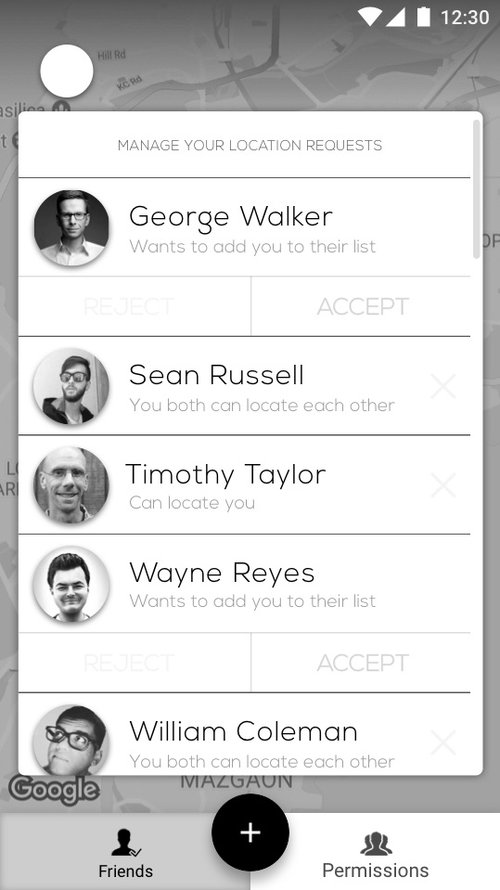 12:30
Hill Rd
KC Rd
MANAGE YOUR LOCATION REQUESTS
George Walker
Wants to add you to their list
REJECT
ACCEPT
Sean Russell
You both can locate each other
Timothy Taylor
Can locate you
Wayne Reyes
Wants to add you to their list
REJECT
ACCEPT
William Coleman
You both can locate each other
MAZGAON
Google
Friends
Permissions